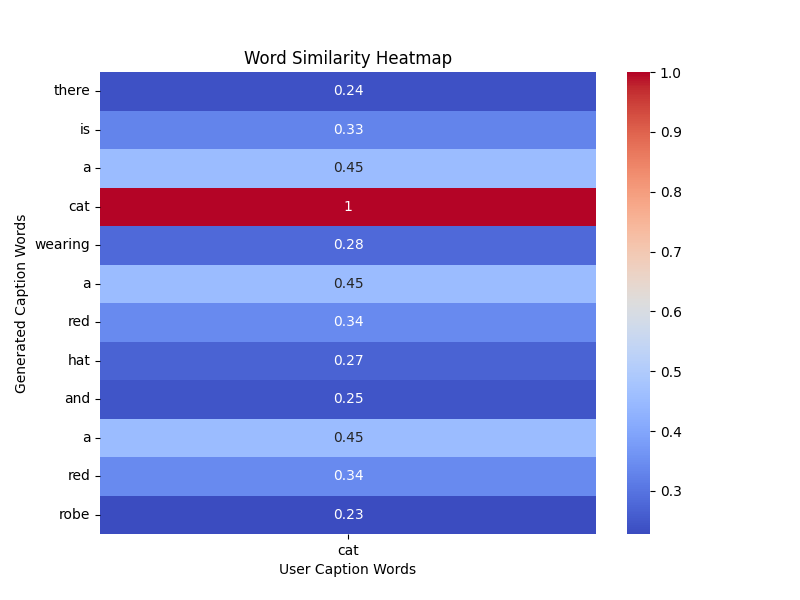 Word Similarity Heatmap
Generated Caption Words
there 0.24
is 0.33
a 0.45
cat 1
wearing 0.28
a 0.45
red 0.34
hat 0.27
and 0.25
a 0.45
red 0.34
robe 0.23
cat
User Caption Words
1.0
0.9
0.8
0.7
0.6
0.5
0.4
0.3